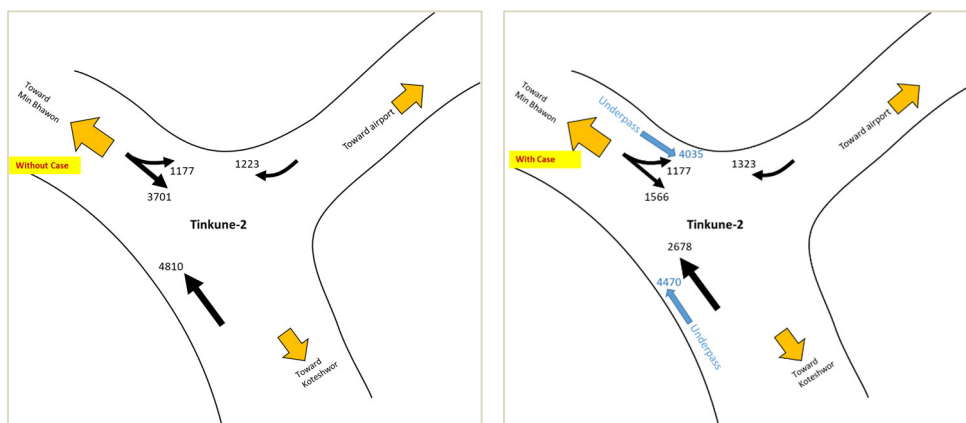 Toward
Min Bhawon
Without Case
1177
3701
1223
Toward airport
Tinkune-2
4810
Toward
Koteshwor
Toward
Min Bhawon
With Case
Underpass
4035
1177
1566
1323
Toward airport
Tinkune-2
2678
4470
Underpass
Toward
Koteshwor